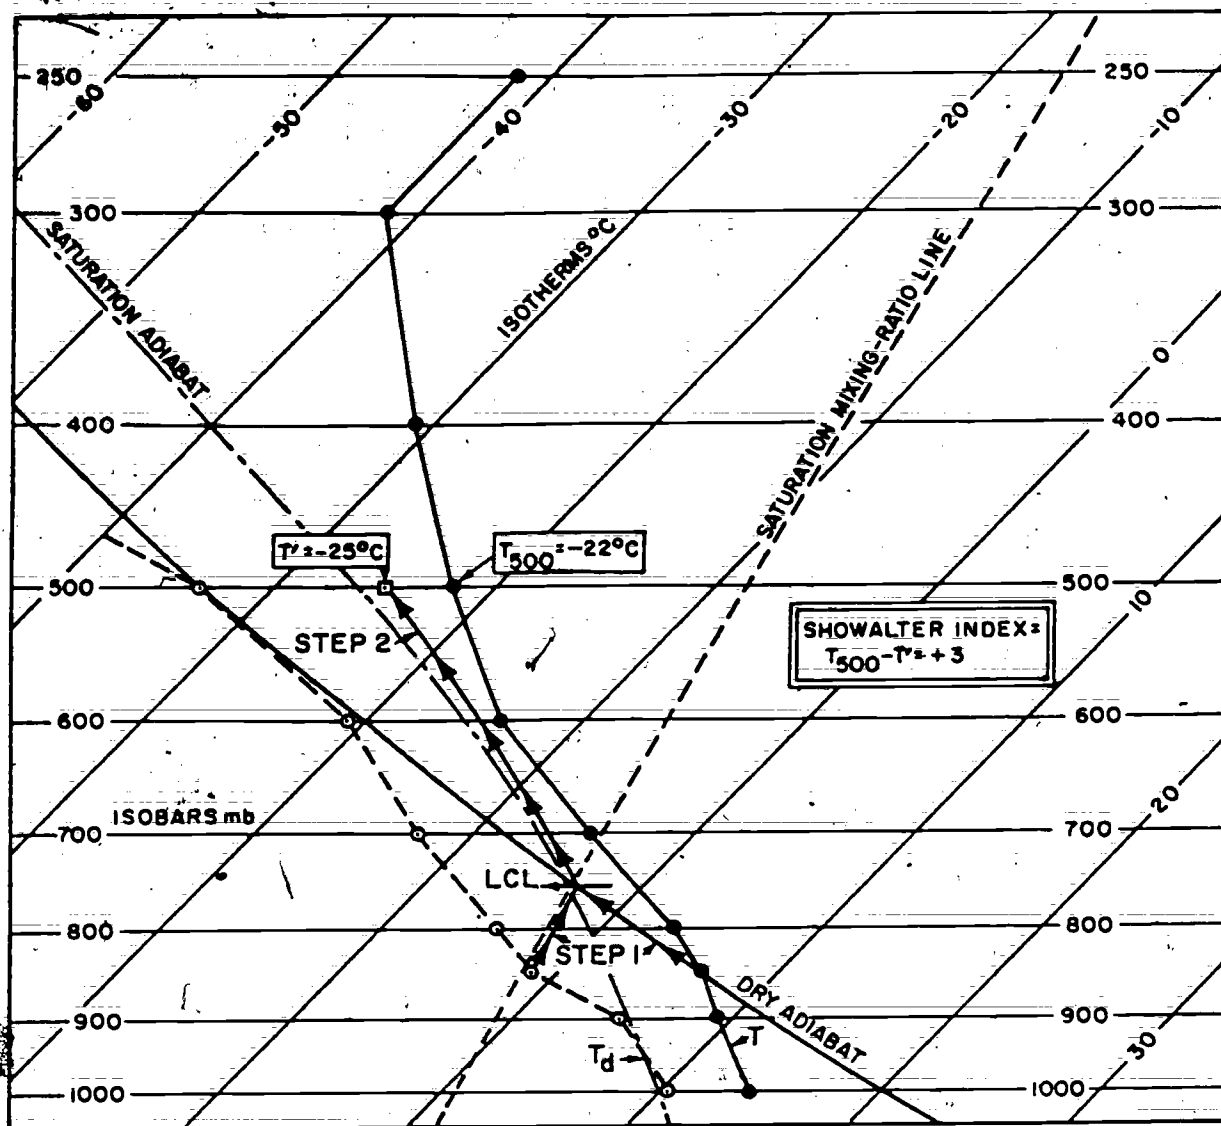 250
-60
-50
-40
-30
-20
-10
250
300
300
SATURATION ADIABAT
ISOTHERMS °C
SATURATION MIXING-RATIO LINE
0
400
400
T'=-25°C
T500=-22°C
500
500
10
STEP 2
SHOWALTER INDEX=
T500-T'=+3
600
600
20
ISOBARS mb
700
700
LCL
800
800
STEP 1
DRY ADIABAT
900
900
T
Td
30
1000
1000